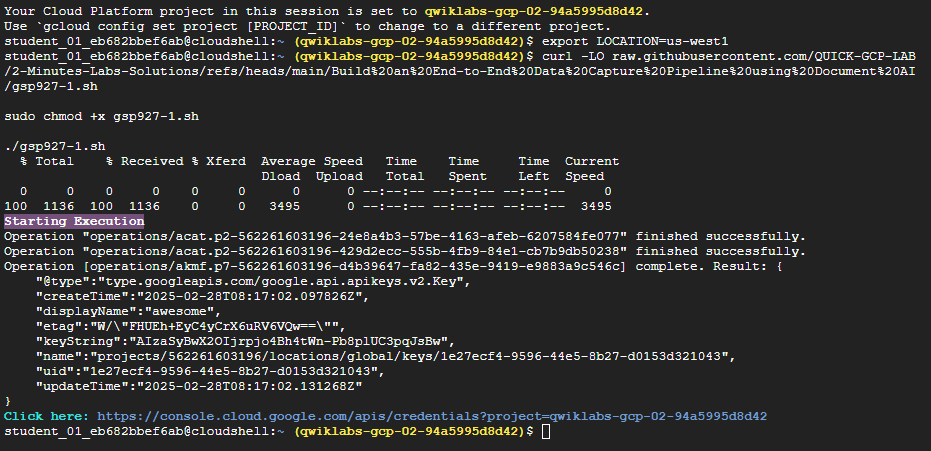 Your Cloud Platform project in this session is set to qwiklabs-gcp-02-94a5995d8d42.
Use `gcloud config set project [PROJECT_ID]` to change to a different project.
student_01_eb682bbef6ab@cloudshell:~ (qwiklabs-gcp-02-94a5995d8d42)$ export LOCATION=us-west1
student_01_eb682bbef6ab@cloudshell:~ (qwiklabs-gcp-02-94a5995d8d42)$ curl -LO raw.githubusercontent.com/QUICK-GCP-LAB
/2-Minutes-Labs-Solutions/refs/heads/main/Build%20an%20End-to-End%20Data%20Capture%20Pipeline%20using%20Document%20AI
/gsp927-1.sh
sudo chmod +x gsp927-1.sh
./gsp927-1.sh
  % Total    % Received % Xferd  Average Speed   Time    Time     Time  Current
                                 Dload  Upload   Total   Spent    Left  Speed
  0     0    0     0    0     0      0      0 --:--:-- --:--:-- --:--:--     0
100  1136  100  1136    0     0   3495      0 --:--:-- --:--:-- --:--:--  3495
Starting Execution
Operation "operations/acat.p2-562261603196-24e8a4b3-57be-4163-afeb-6207584fe077" finished successfully.
Operation "operations/acat.p2-562261603196-429d2ecc-555b-4fb9-84e1-cb7b9db50238" finished successfully.
Operation [operations/akmf.p7-562261603196-d4b39647-fa82-435e-9419-e9883a9c546c] complete. Result: {
    "@type":"type.googleapis.com/google.api.apikeys.v2.Key",
    "createTime":"2025-02-28T08:17:02.097826Z",
    "displayName":"awesome",
    "etag":"W/\"FHUEh+EyC4yCrX6uRV6VQw==\"",
    "keyString":"AIzaSyBwX2OIjrpjo4Bh4tWn-Pb8plUC3pqJsBw",
    "name":"projects/562261603196/locations/global/keys/1e27ecf4-9596-44e5-8b27-d0153d321043",
    "uid":"1e27ecf4-9596-44e5-8b27-d0153d321043",
    "updateTime":"2025-02-28T08:17:02.131268Z"
}
Click here: https://console.cloud.google.com/apis/credentials?project=qwiklabs-gcp-02-94a5995d8d42
student_01_eb682bbef6ab@cloudshell:~ (qwiklabs-gcp-02-94a5995d8d42)$